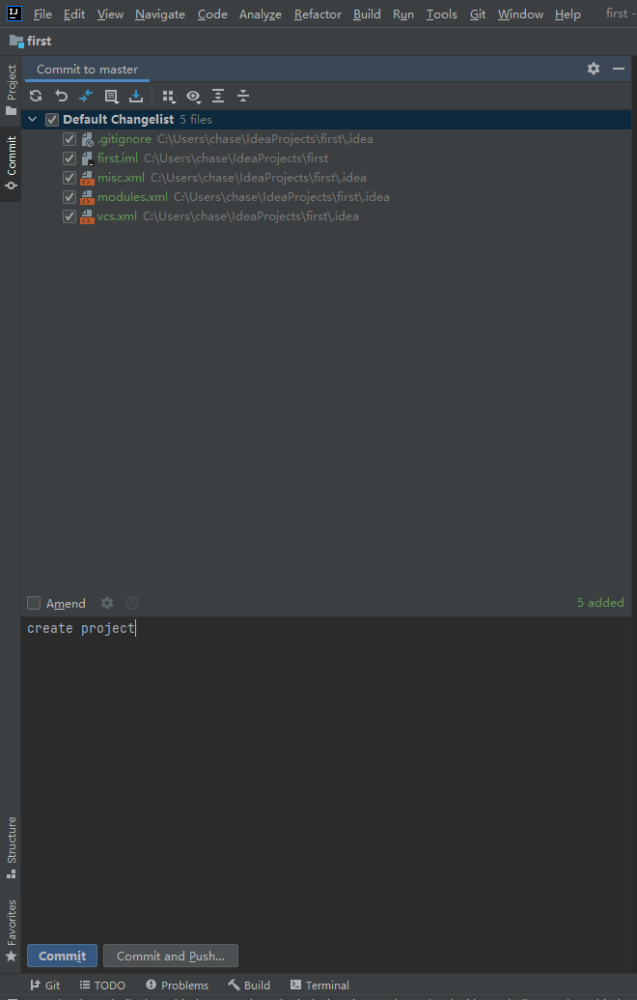 File Edit View Navigate Code Analyze Refactor Build Run Tools Git Window Help first -
first
Project
Commit
Structure
Favorites
Commit to master
Default Changelist 5 files
.gitignore C:\Users\chase\IdeaProjects\first\.idea
first.iml C:\Users\chase\IdeaProjects\first
misc.xml C:\Users\chase\IdeaProjects\first\.idea
modules.xml C:\Users\chase\IdeaProjects\first\.idea
vcs.xml C:\Users\chase\IdeaProjects\first\.idea
Amend 5 added
create project
Commit Commit and Push...
Git TODO Problems Build Terminal